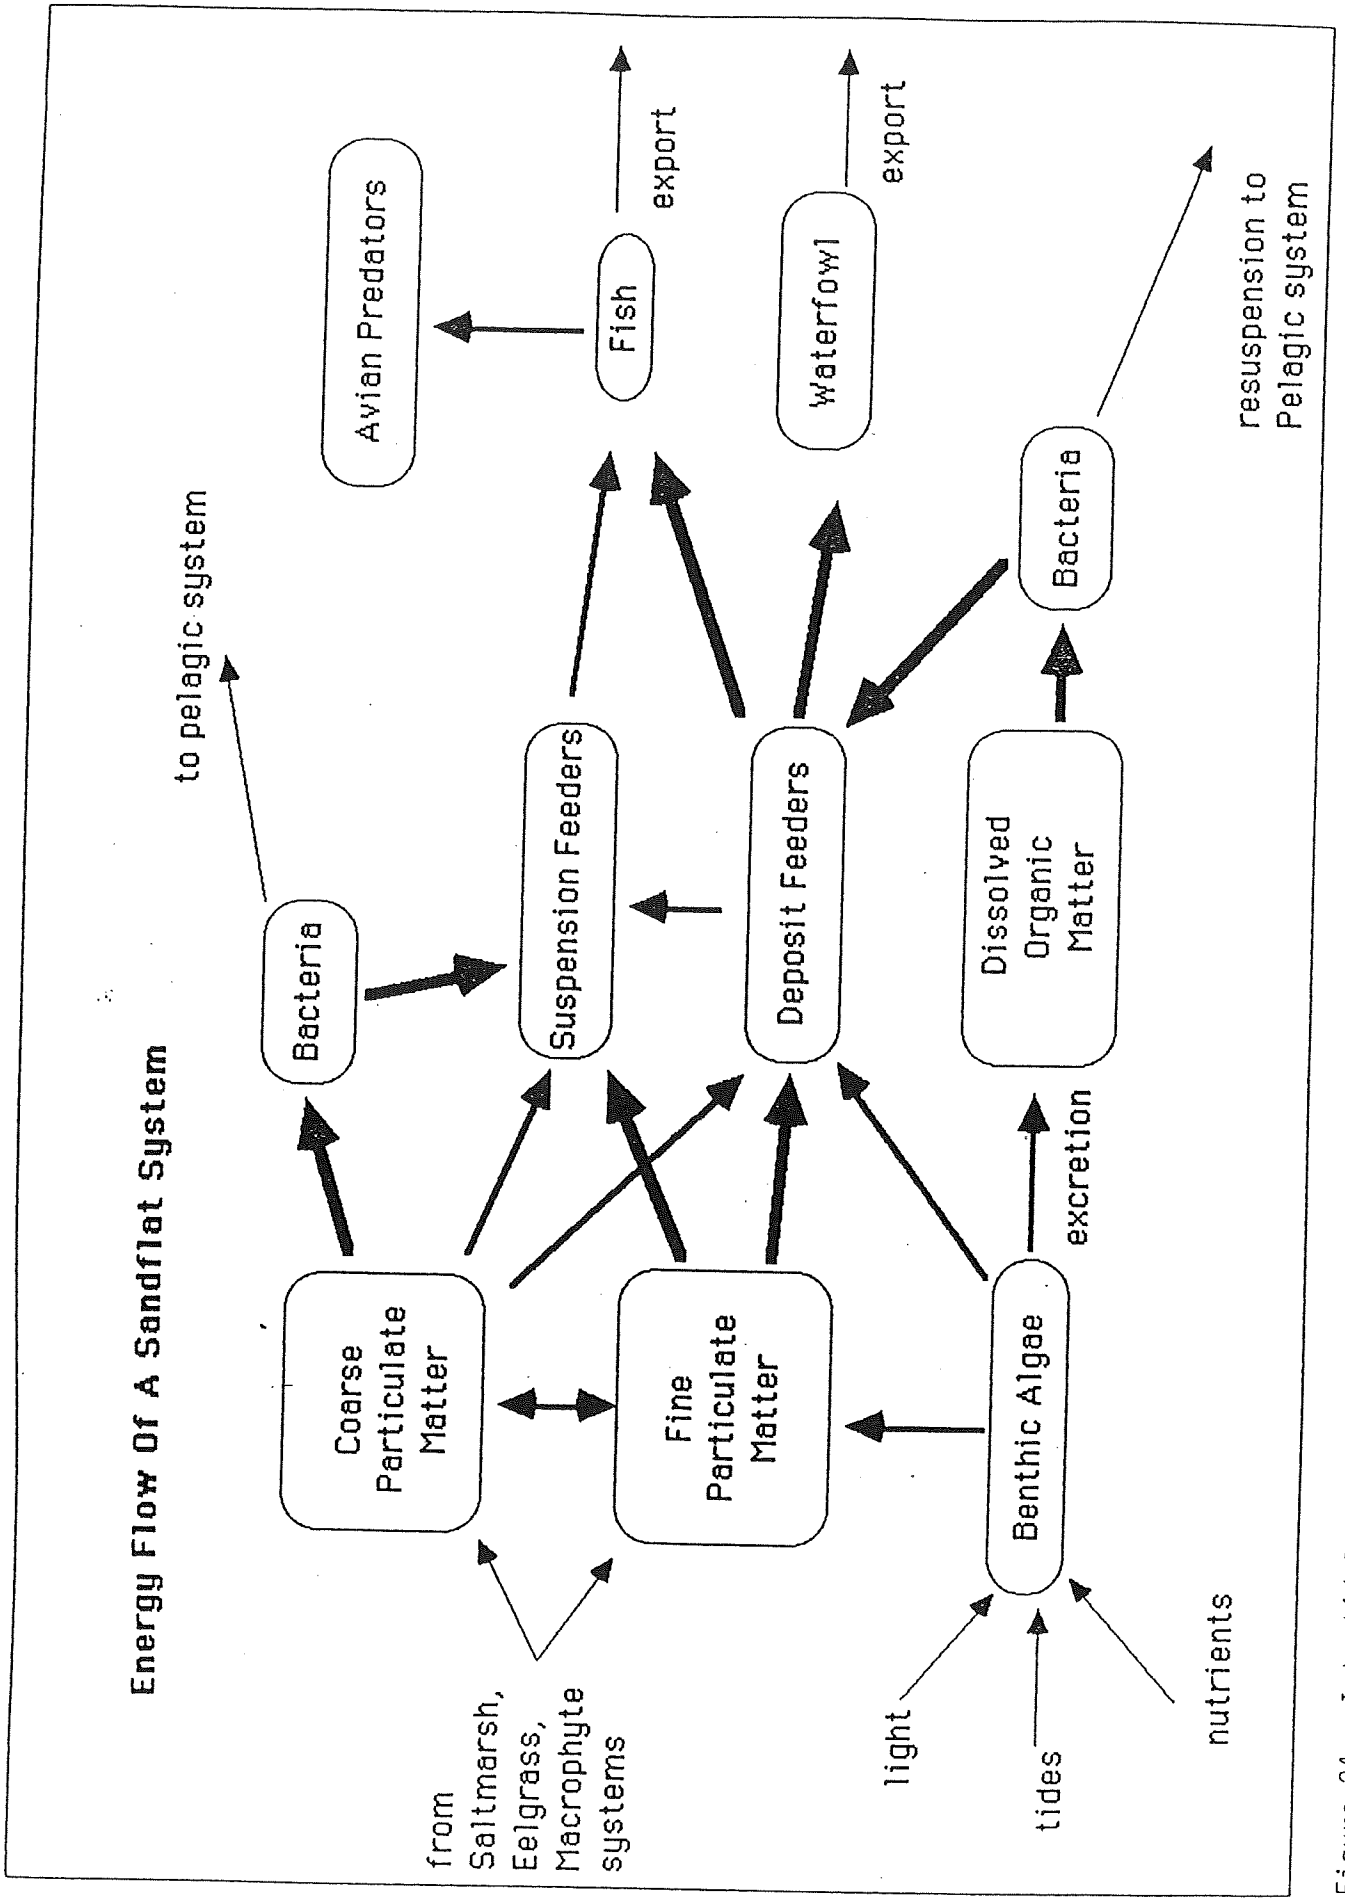 Energy Flow Of A Sandflat System
to pelagic system
Bacteria
Avian Predators
Coarse
Particulate
Matter
from
Saltmarsh,
Eelgrass,
Macrophyte
systems
Suspension Feeders
Fish
export
Fine
Particulate
Matter
Deposit Feeders
Waterfowl
export
light
tides
nutrients
Benthic Algae
excretion
Dissolved
Organic
Matter
Bacteria
resuspension to
Pelagic system